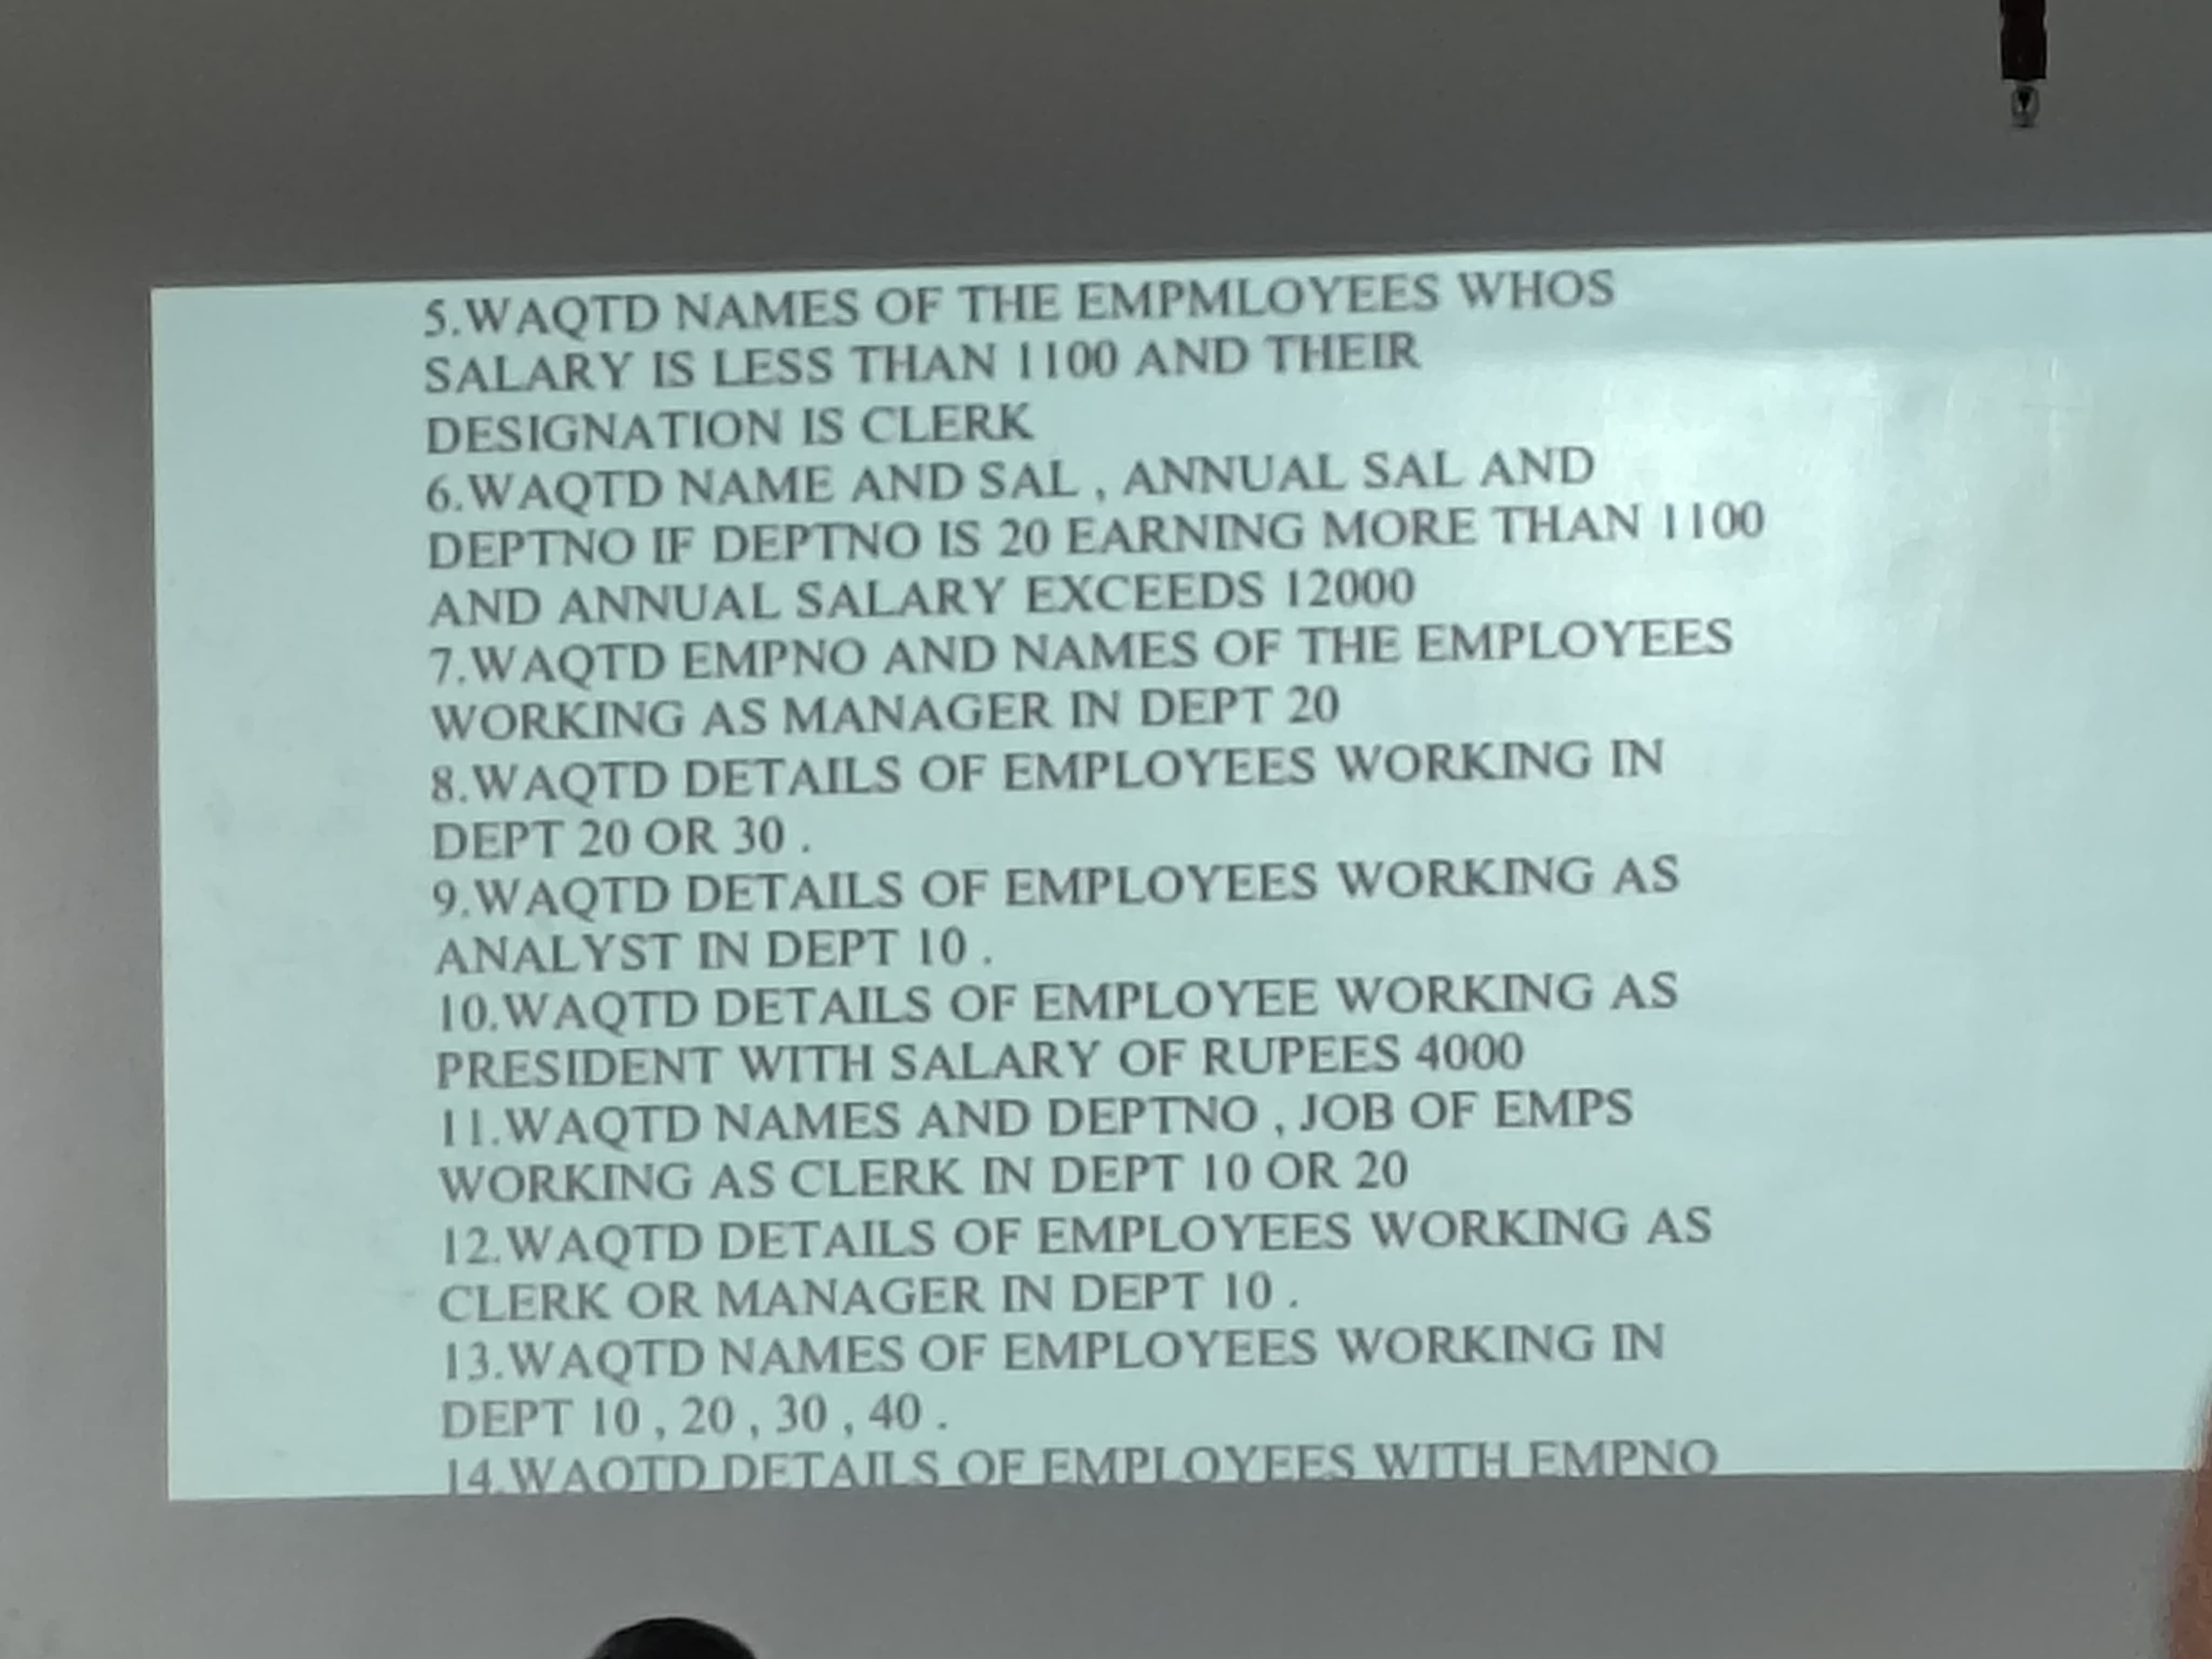 5.WAQTD NAMES OF THE EMPMLOYEES WHOS
SALARY IS LESS THAN 1100 AND THEIR
DESIGNATION IS CLERK
6.WAQTD NAME AND SAL , ANNUAL SAL AND
DEPTNO IF DEPTNO IS 20 EARNING MORE THAN 1100
AND ANNUAL SALARY EXCEEDS 12000
7.WAQTD EMPNO AND NAMES OF THE EMPLOYEES
WORKING AS MANAGER IN DEPT 20
8.WAQTD DETAILS OF EMPLOYEES WORKING IN
DEPT 20 OR 30 .
9.WAQTD DETAILS OF EMPLOYEES WORKING AS
ANALYST IN DEPT 10 .
10.WAQTD DETAILS OF EMPLOYEE WORKING AS
PRESIDENT WITH SALARY OF RUPEES 4000
11.WAQTD NAMES AND DEPTNO , JOB OF EMPS
WORKING AS CLERK IN DEPT 10 OR 20
12.WAQTD DETAILS OF EMPLOYEES WORKING AS
CLERK OR MANAGER IN DEPT 10 .
13.WAQTD NAMES OF EMPLOYEES WORKING IN
DEPT 10 , 20 , 30 , 40 .
14.WAQTD DETAILS OF EMPLOYEES WITH EMPNO